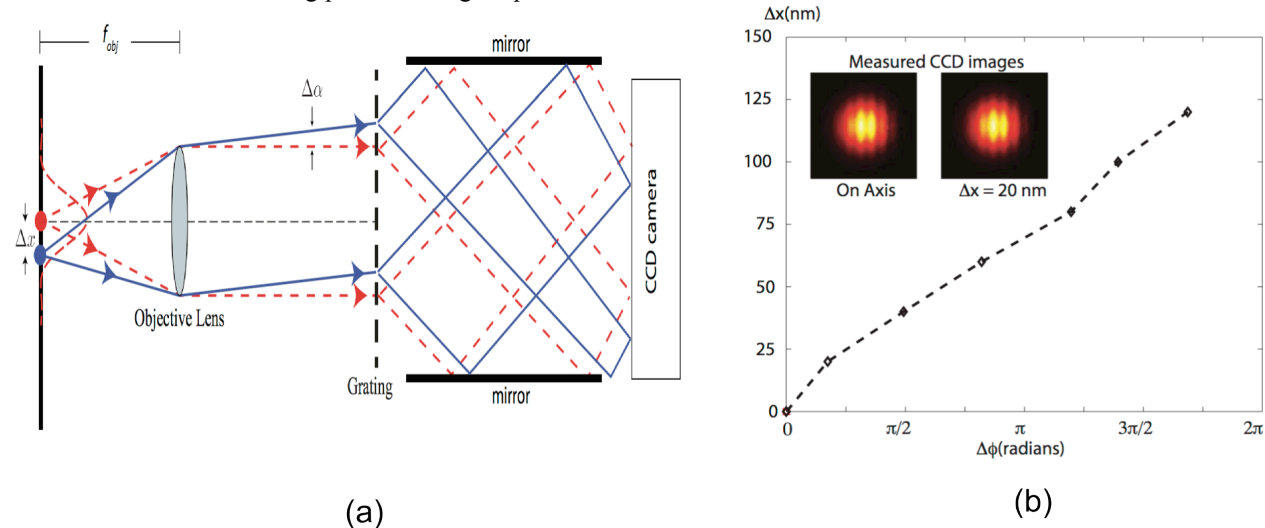 f_obj
mirror
Δα
Δx
Objective Lens
Grating
mirror
CCD camera
(a)
Δx(nm)
150
125
100
75
50
25
0
Measured CCD images
On Axis
Δx = 20 nm
0
π/2
π
3π/2
2π
Δϕ(radians)
(b)